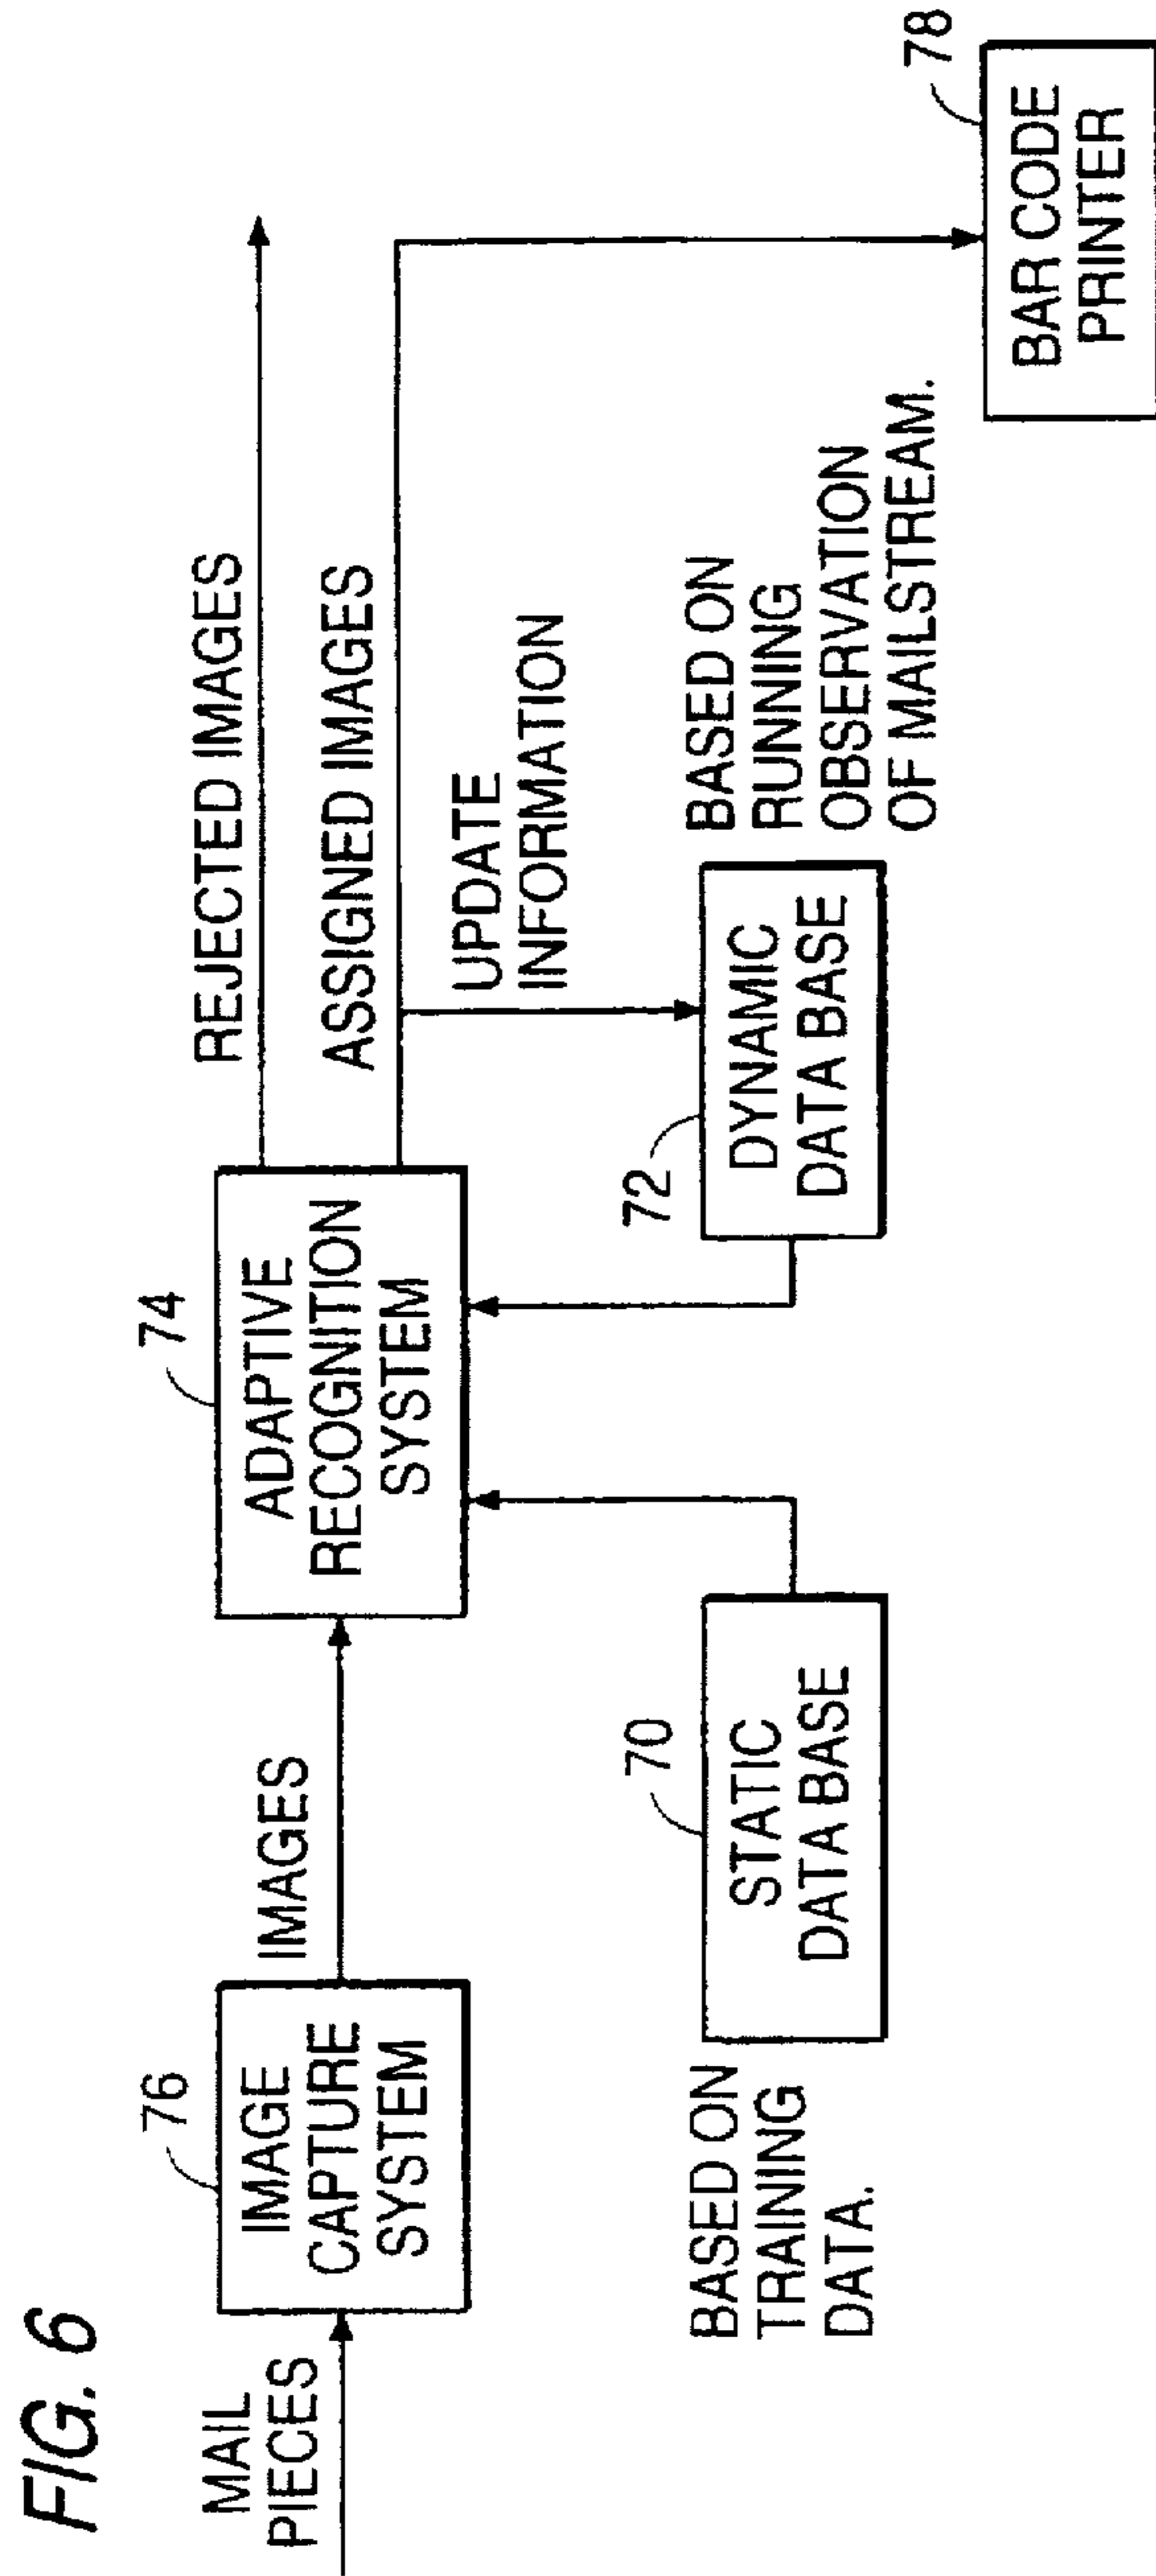 FIG. 6
MAIL
PIECES
76
IMAGE
CAPTURE
SYSTEM
IMAGES
74
ADAPTIVE
RECOGNITION
SYSTEM
REJECTED IMAGES
ASSIGNED IMAGES
UPDATE
INFORMATION
BASED ON
TRAINING
DATA.
70
STATIC
DATA BASE
72
DYNAMIC
DATA BASE
BASED ON
RUNNING
OBSERVATION
OF MAILSTREAM.
78
BAR CODE
PRINTER